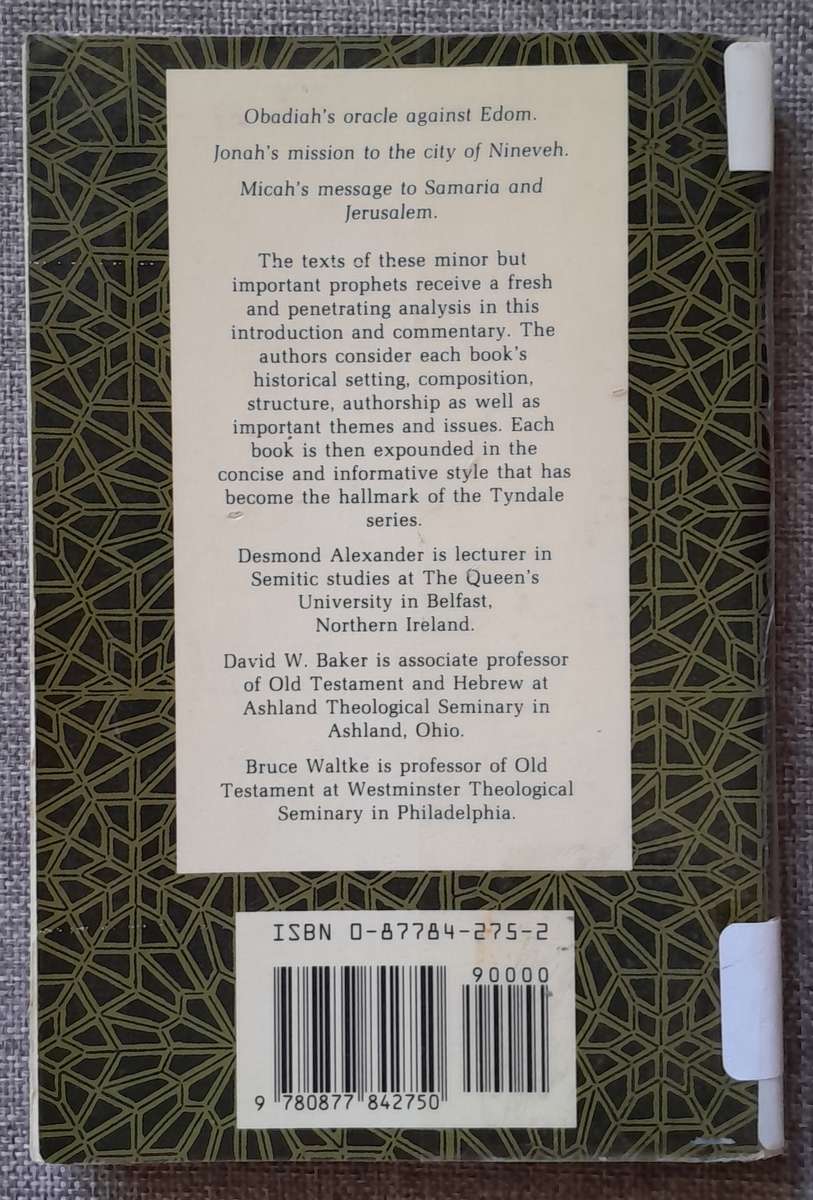 Obadiah's oracle against Edom.
Jonah's mission to the city of Nineveh.
Micah's message to Samaria and
Jerusalem.
The texts of these minor but
important prophets receive a fresh
and penetrating analysis in this
introduction and commentary. The
authors consider each book's
historical setting, composition,
structure, authorship as well as
important themes and issues. Each
book is then expounded in the
concise and informative style that has
become the hallmark of the Tyndale
series.
Desmond Alexander is lecturer in
Semitic studies at The Queen's
University in Belfast,
Northern Ireland.
David W. Baker is associate professor
of Old Testament and Hebrew at
Ashland Theological Seminary in
Ashland, Ohio.
Bruce Waltke is professor of Old
Testament at Westminster Theological
Seminary in Philadelphia.
ISBN 0-87784-275-2
90000
9 780877 842750